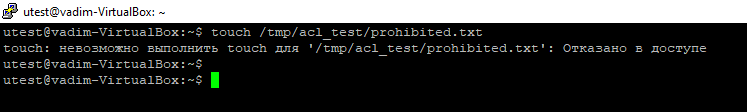 utest@vadim-VirtualBox: ~
utest@vadim-VirtualBox:~$ touch /tmp/acl_test/prohibited.txt
touch: невозможно выполнить touch для '/tmp/acl_test/prohibited.txt': Отказано в доступе
utest@vadim-VirtualBox:~$
utest@vadim-VirtualBox:~$